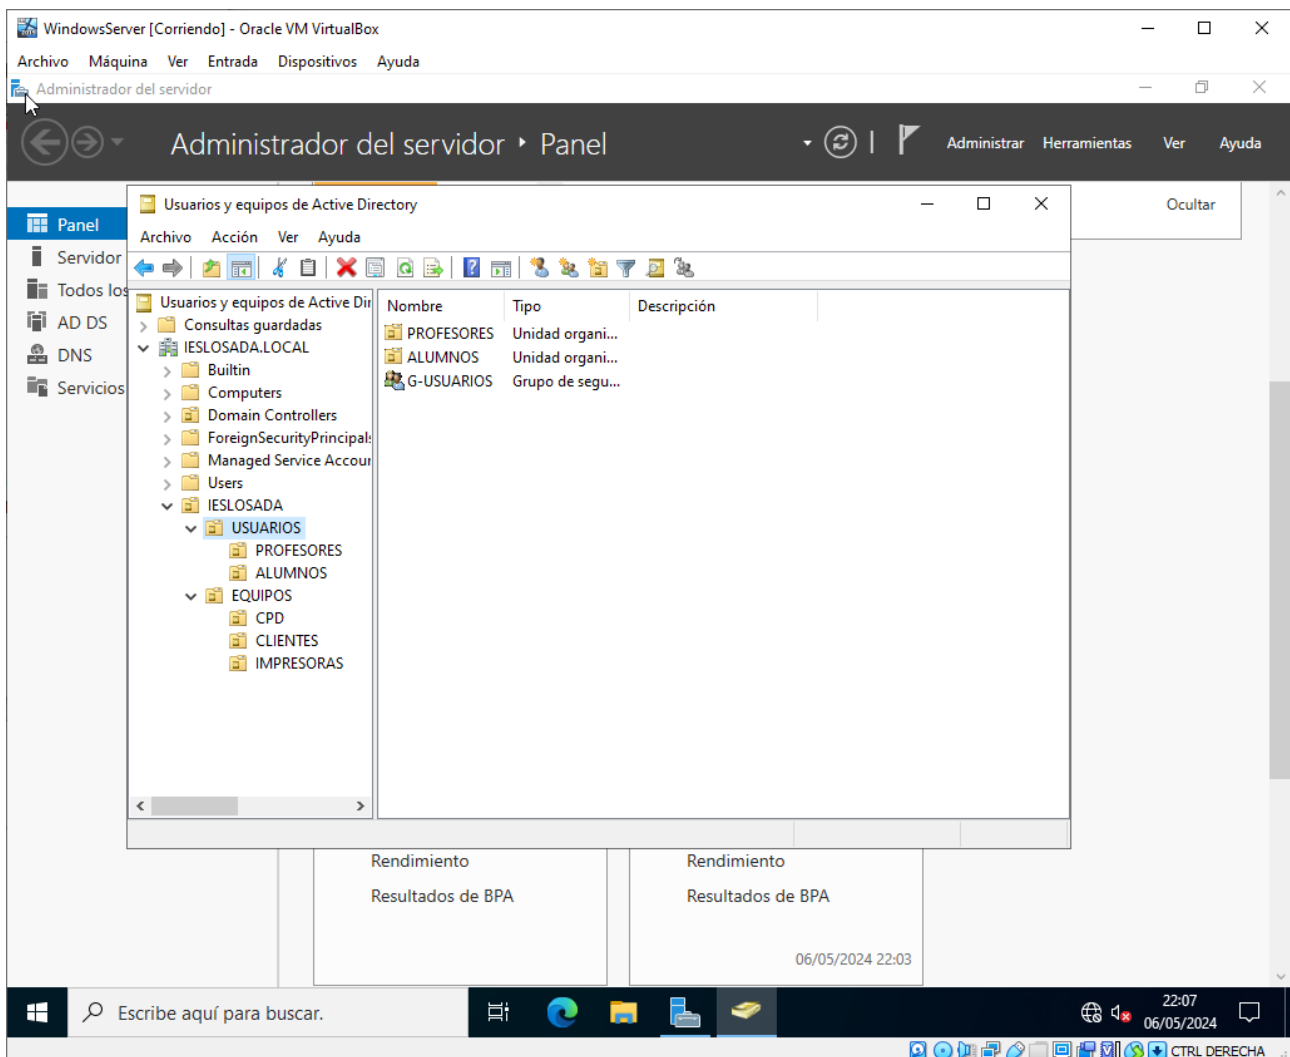 WindowsServer [Corriendo] - Oracle VM VirtualBox
Archivo Máquina Ver Entrada Dispositivos Ayuda
Administrador del servidor
Administrador del servidor ‣ Panel
Administrar Herramientas Ver Ayuda
Ocultar
Panel
Servidor
Todos los
AD DS
DNS
Servicios
Usuarios y equipos de Active Directory
Archivo Acción Ver Ayuda
Usuarios y equipos de Active Dir
Consultas guardadas
IESLOSADA.LOCAL
Builtin
Computers
Domain Controllers
ForeignSecurityPrincipals
Managed Service Accour
Users
IESLOSADA
USUARIOS
PROFESORES
ALUMNOS
EQUIPOS
CPD
CLIENTES
IMPRESORAS
Nombre Tipo Descripción
PROFESORES Unidad organi...
ALUMNOS Unidad organi...
G-USUARIOS Grupo de segu...
Rendimiento
Resultados de BPA
Rendimiento
Resultados de BPA
06/05/2024 22:03
Escribe aquí para buscar.
22:07
06/05/2024
CTRL DERECHA